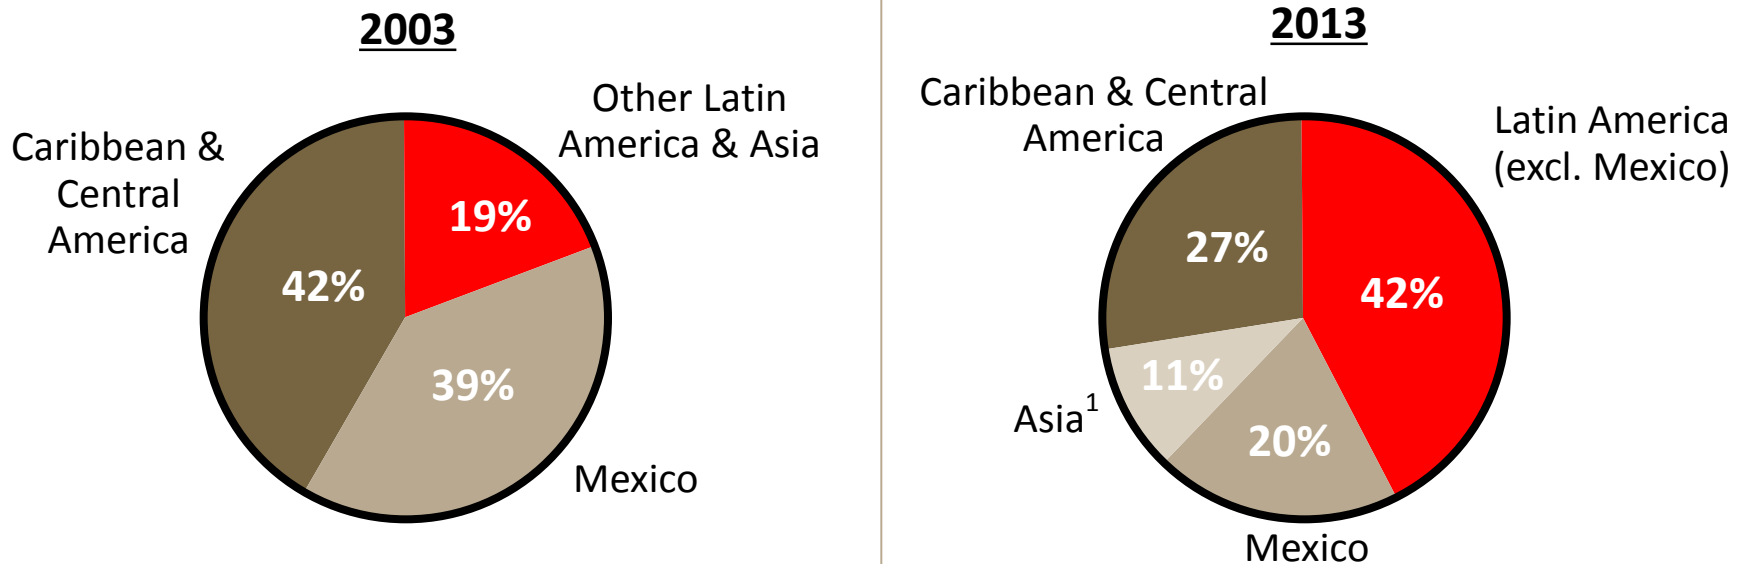 2003
Other Latin
America & Asia
Caribbean &
Central
America
19%
42%
39%
Mexico
2013
Caribbean & Central
America
Latin America
(excl. Mexico)
27%
42%
11%
Asia¹
20%
Mexico